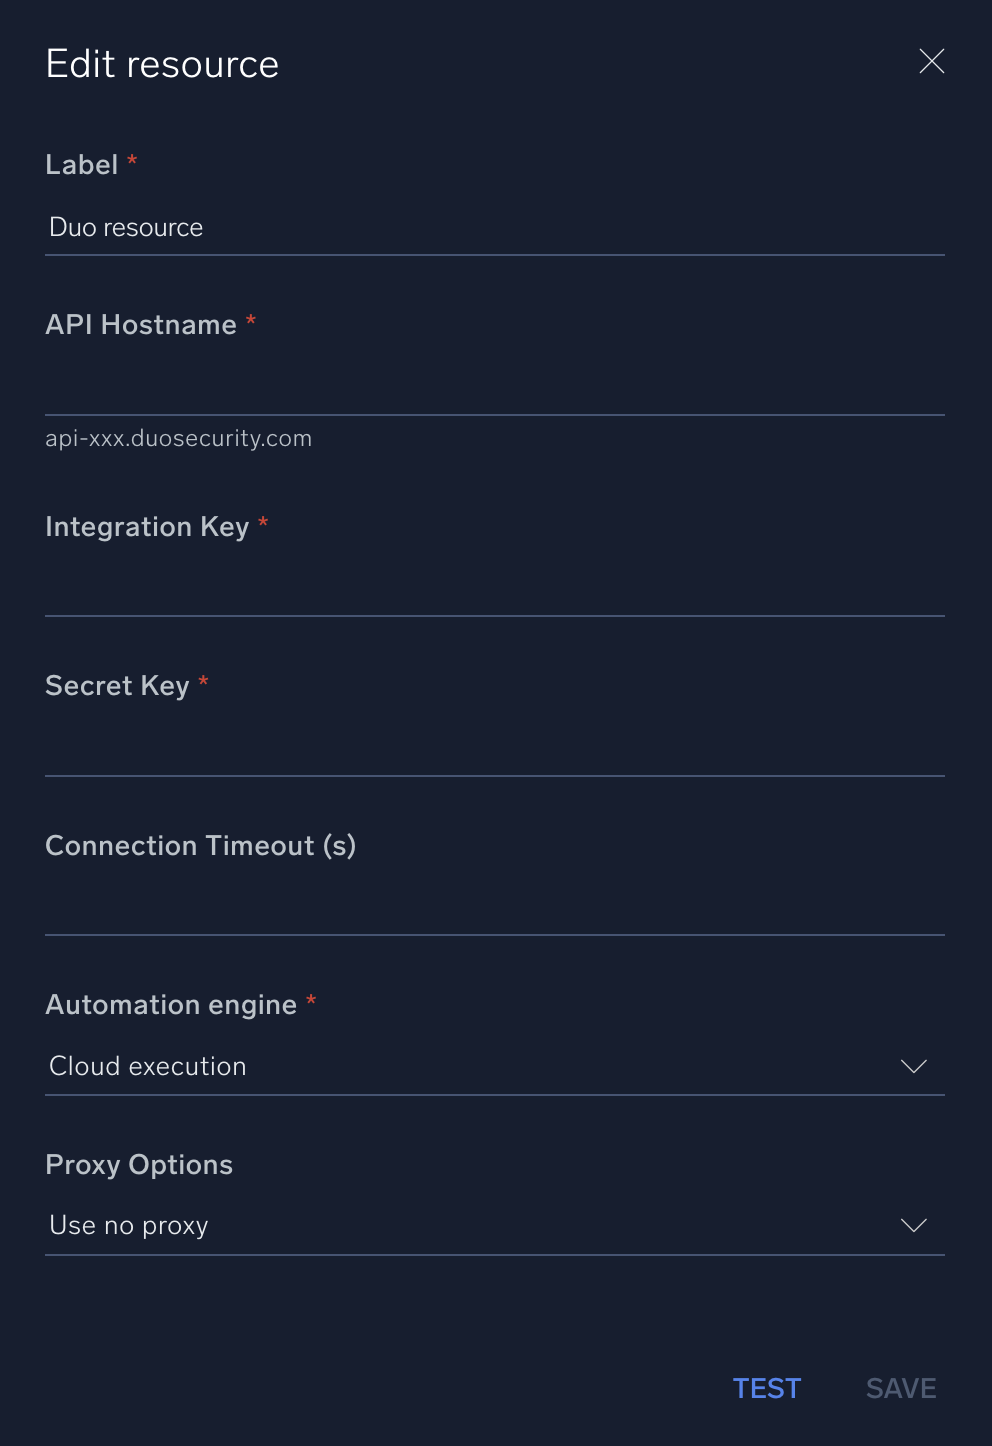 Edit resource
Label *
Duo resource
API Hostname *
api-xxx.duosecurity.com
Integration Key *
Secret Key *
Connection Timeout (s)
Automation engine *
Cloud execution
Proxy Options
Use no proxy
TEST SAVE